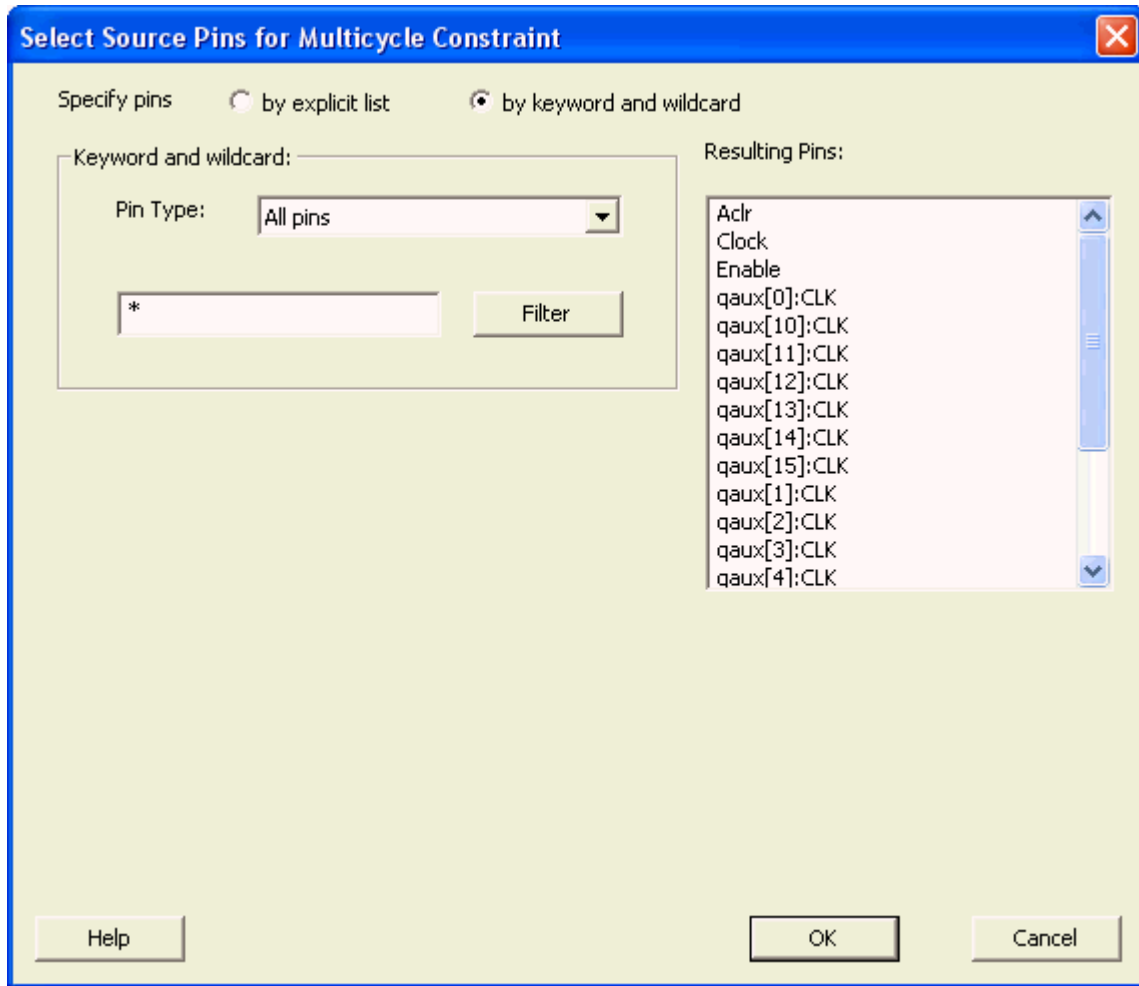 Select Source Pins for Multicycle Constraint
Specify pins by explicit list by keyword and wildcard
Keyword and wildcard:
Pin Type: All pins
*
Filter
Resulting Pins:
Aclr
Clock
Enable
qaux[0]:CLK
qaux[10]:CLK
qaux[11]:CLK
qaux[12]:CLK
qaux[13]:CLK
qaux[14]:CLK
qaux[15]:CLK
qaux[1]:CLK
qaux[2]:CLK
qaux[3]:CLK
qaux[4]:CLK
Help OK Cancel